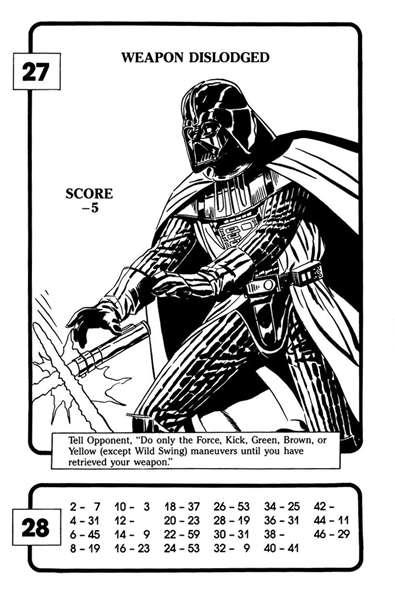 27
WEAPON DISLODGED
SCORE
–5
Tell Opponent, "Do only the Force, Kick, Green, Brown, or
Yellow (except Wild Swing) maneuvers until you have
retrieved your weapon."
28
2 – 7 10 – 3 18 – 37 26 – 53 34 – 25 42 –
4 – 31 12 – 20 – 23 28 – 19 36 – 31 44 – 11
6 – 45 14 – 9 22 – 59 30 – 31 38 – 46 – 29
8 – 19 16 – 23 24 – 53 32 – 9 40 – 41